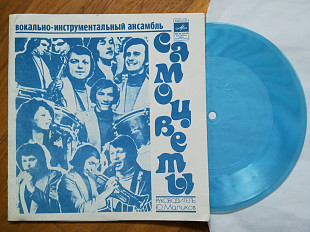 вокально-инструментальный ансамбль
САМОЦВЕТЫ
РУКОВОДИТЕЛЬ
Ю.Маликов